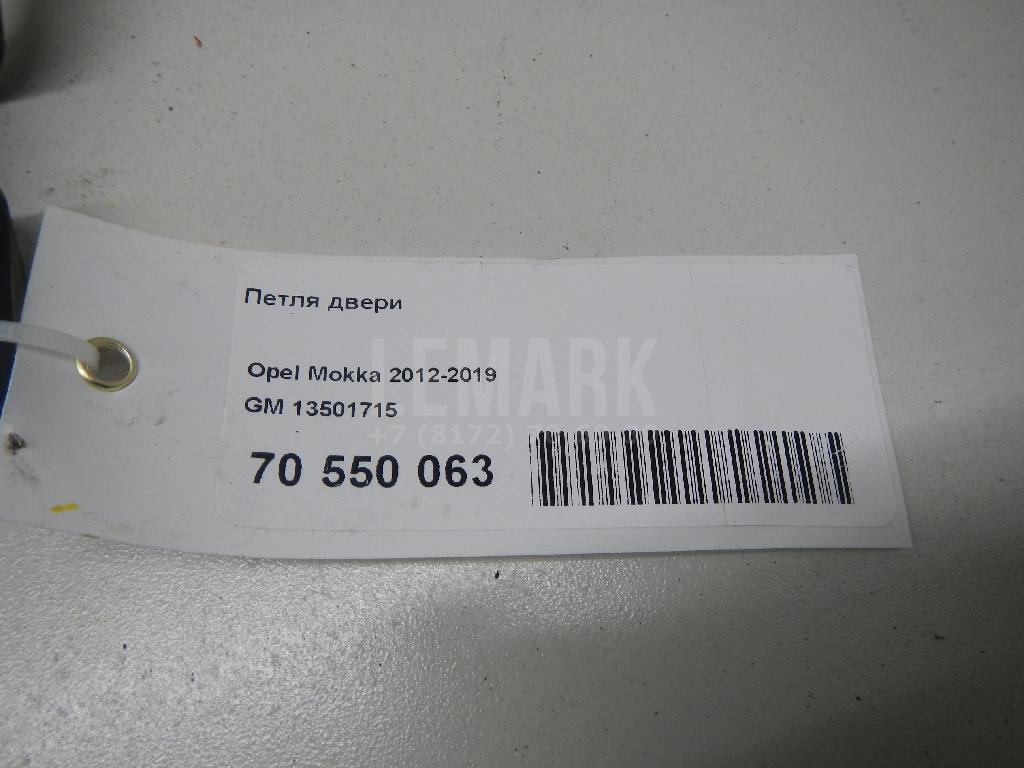 Петля двери
LEMARK
Opel Mokka 2012-2019
GM 13501715
+7 (8172)
70 550 063